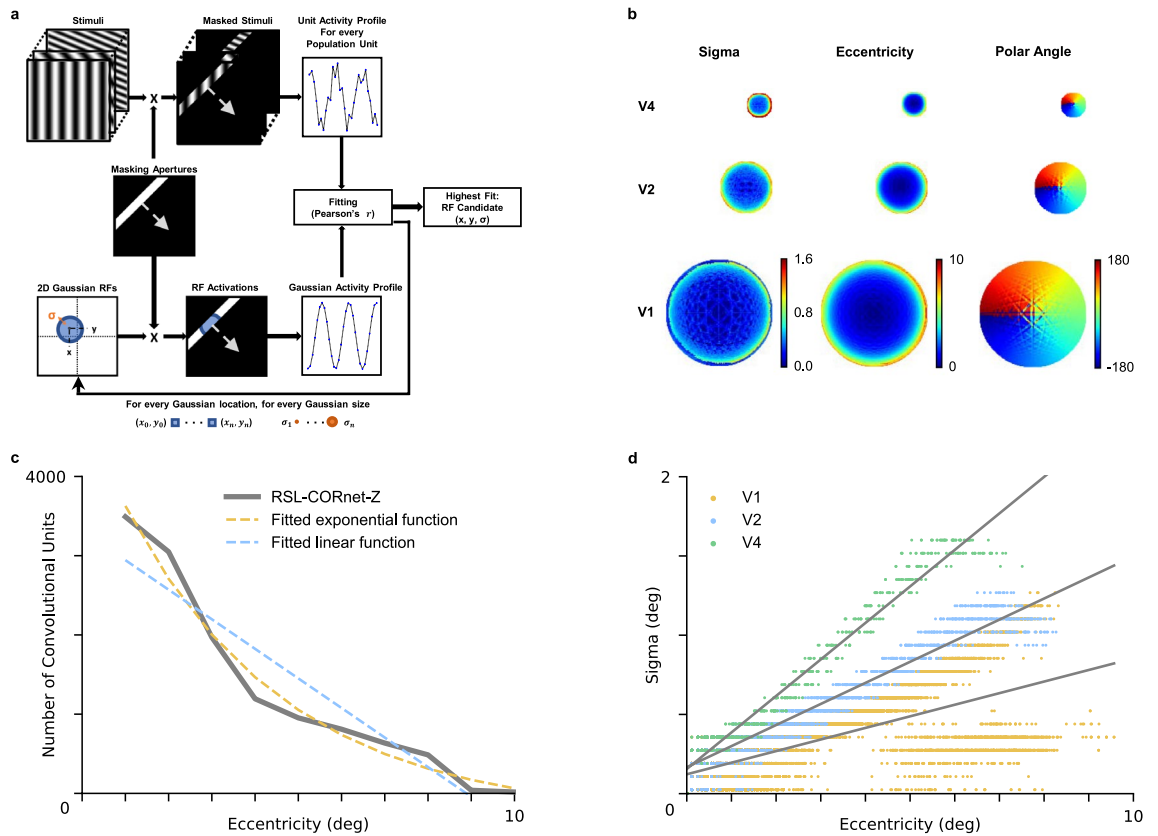 a
Stimuli
Masked Stimuli
Unit Activity Profile
For every
Population Unit
X
Masking Apertures
Fitting
(Pearson's r)
Highest Fit:
RF Candidate
(x, y, σ)
2D Gaussian RFs
RF Activations
Gaussian Activity Profile
σ
y
x
X
For every Gaussian location, for every Gaussian size
(x₀, y₀) · · · (xₙ, yₙ) σ₁ · · · σₙ
b
Sigma
Eccentricity
Polar Angle
V4
V2
V1
1.6
0.8
0.0
10
0
180
-180
c
4000
Number of Convolutional Units
RSL-CORnet-Z
Fitted exponential function
Fitted linear function
0
10
Eccentricity (deg)
d
2
Sigma (deg)
V1
V2
V4
0
10
Eccentricity (deg)